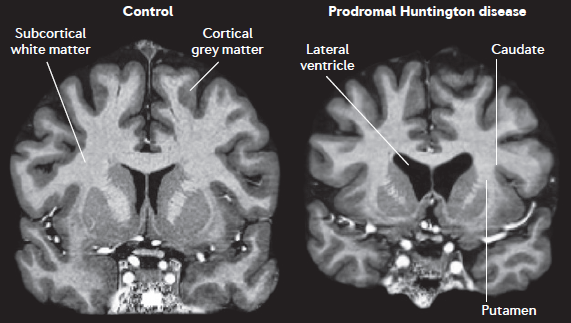 Control
Prodromal Huntington disease
Subcortical
white matter
Cortical
grey matter
Lateral
ventricle
Caudate
Putamen